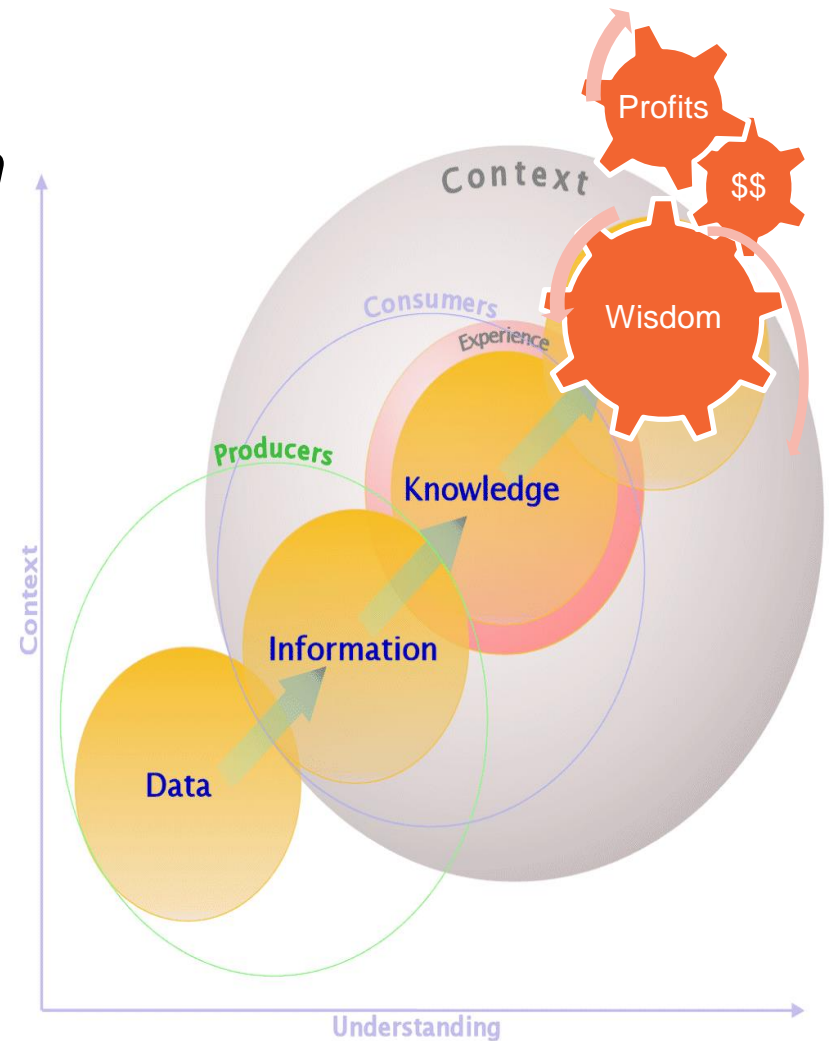 Profits
$$
Context
Wisdom
Consumers
Experience
Producers
Knowledge
Context
Information
Data
Understanding